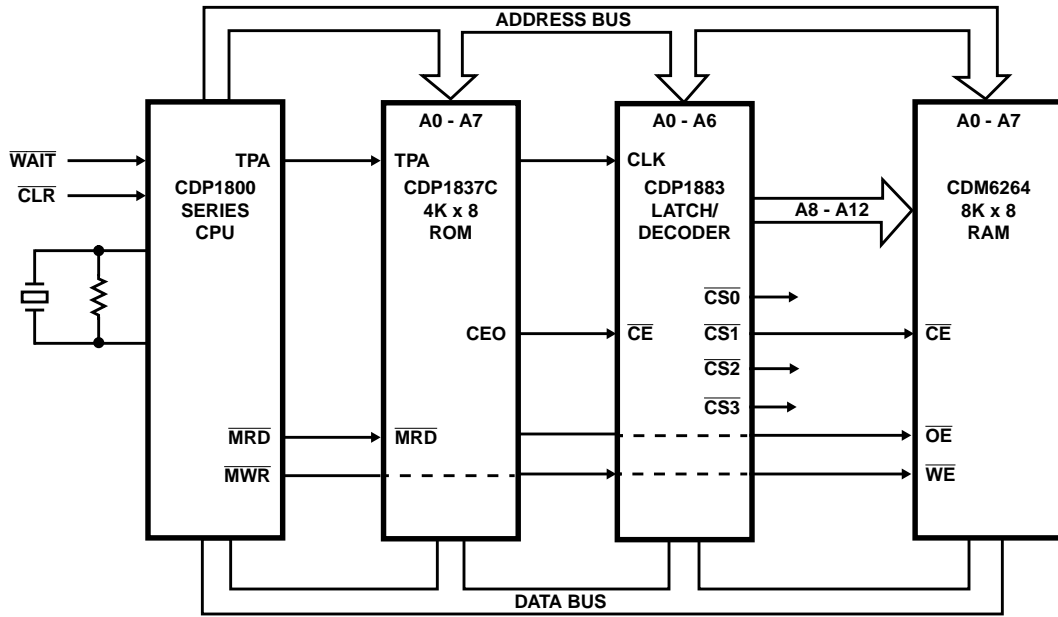 ADDRESS BUS
A0 - A7
A0 - A6
A0 - A7
WAIT
CLR
TPA
CDP1800
SERIES
CPU
TPA
CDP1837C
4K x 8
ROM
CLK
CDP1883
LATCH/
DECODER
A8 - A12
CDM6264
8K x 8
RAM
CS0
CEO
CE
CS1
CE
CS2
CS3
MRD
MRD
OE
MWR
WE
DATA BUS